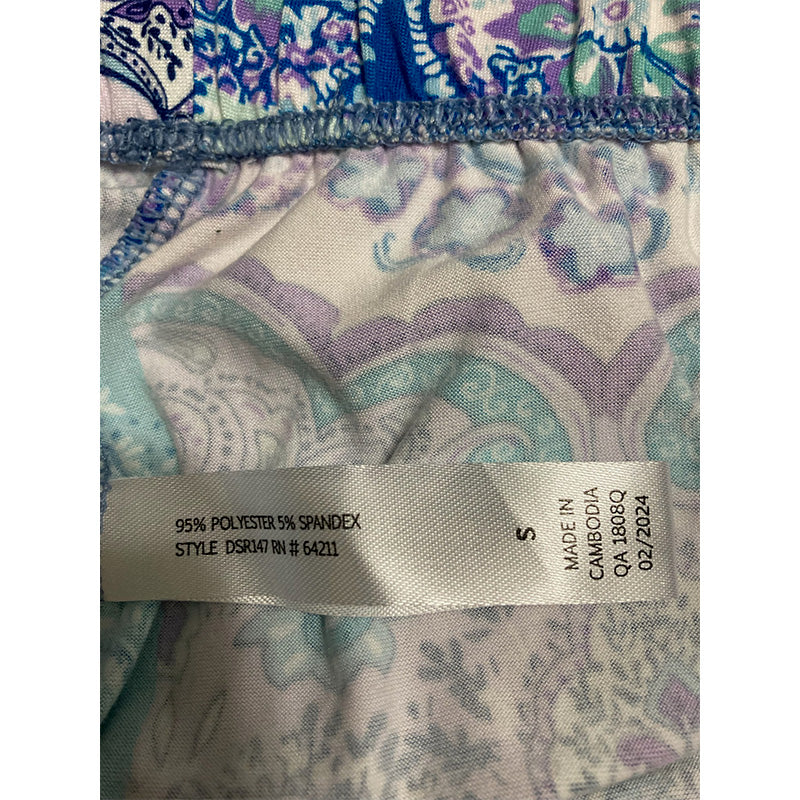 95% POLYESTER 5% SPANDEX
STYLE DSR147 RN # 64211
S
MADE IN
CAMBODIA
QA 1808Q
02/2024